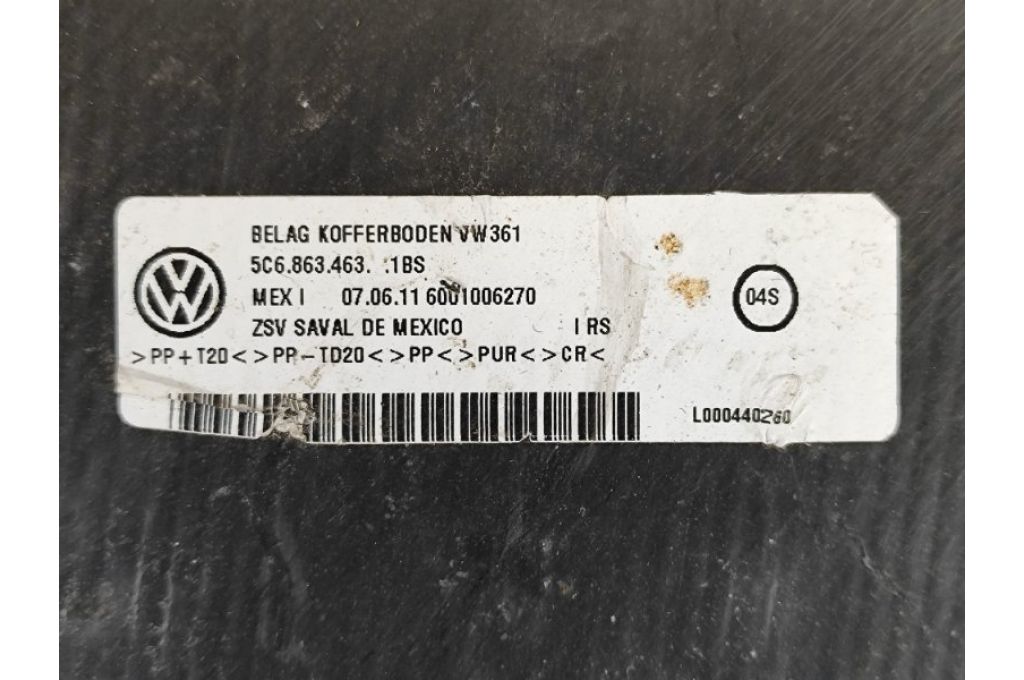 BELAG KOFFERBODEN VW361
5C6.863.463. .1BS
MEX I 07.06.11 6001006270
04S
ZSV SAVAL DE MEXICO I RS
>PP+T20<>PP-TD20<>PP<>PUR<>CR<
L000440260